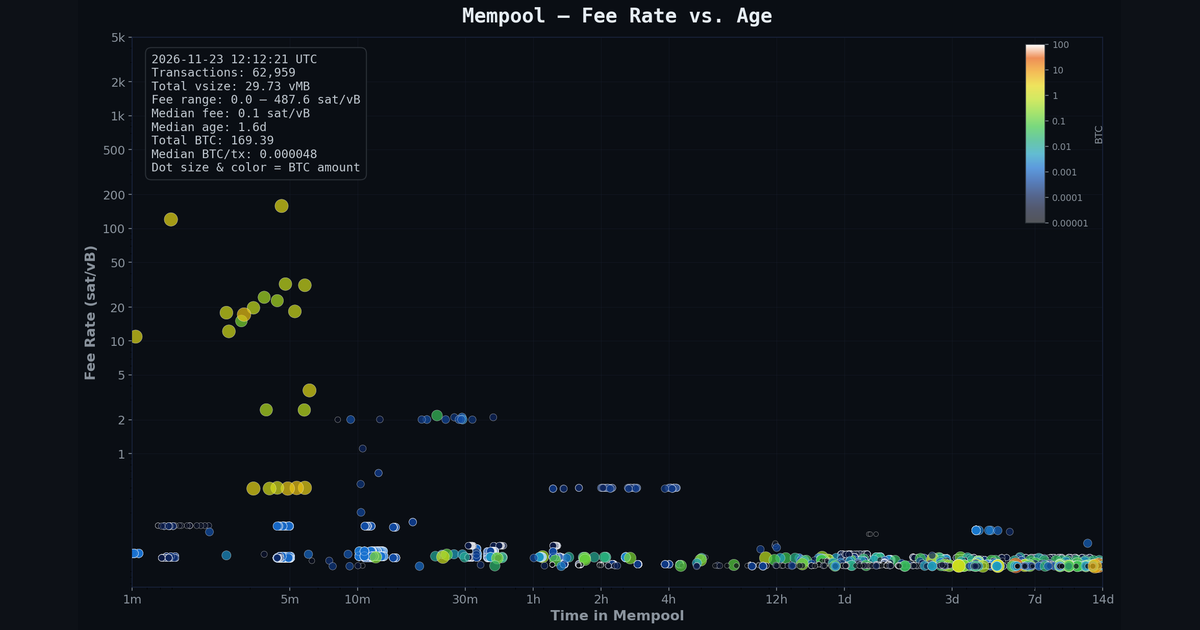 Mempool — Fee Rate vs. Age
2026-11-23 12:12:21 UTC
Transactions: 62,959
Total vsize: 29.73 vMB
Fee range: 0.0 – 487.6 sat/vB
Median fee: 0.1 sat/vB
Median age: 1.6d
Total BTC: 169.39
Median BTC/tx: 0.000048
Dot size & color = BTC amount
100
10
1
0.1
0.01
0.001
0.0001
0.00001
BTC
Fee Rate (sat/vB)
5k
2k
1k
500
200
100
50
20
10
5
2
1
1m
5m
10m
30m
1h
2h
4h
12h
1d
3d
7d
14d
Time in Mempool